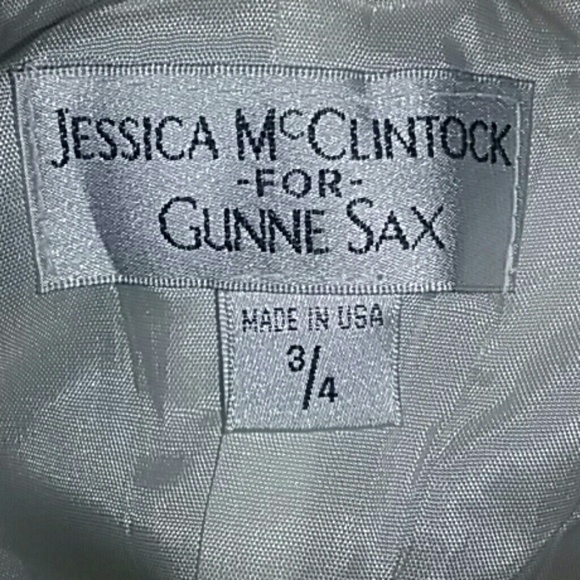 JESSICA McCLINTOCK
-FOR-
GUNNE SAX
MADE IN USA
3/4